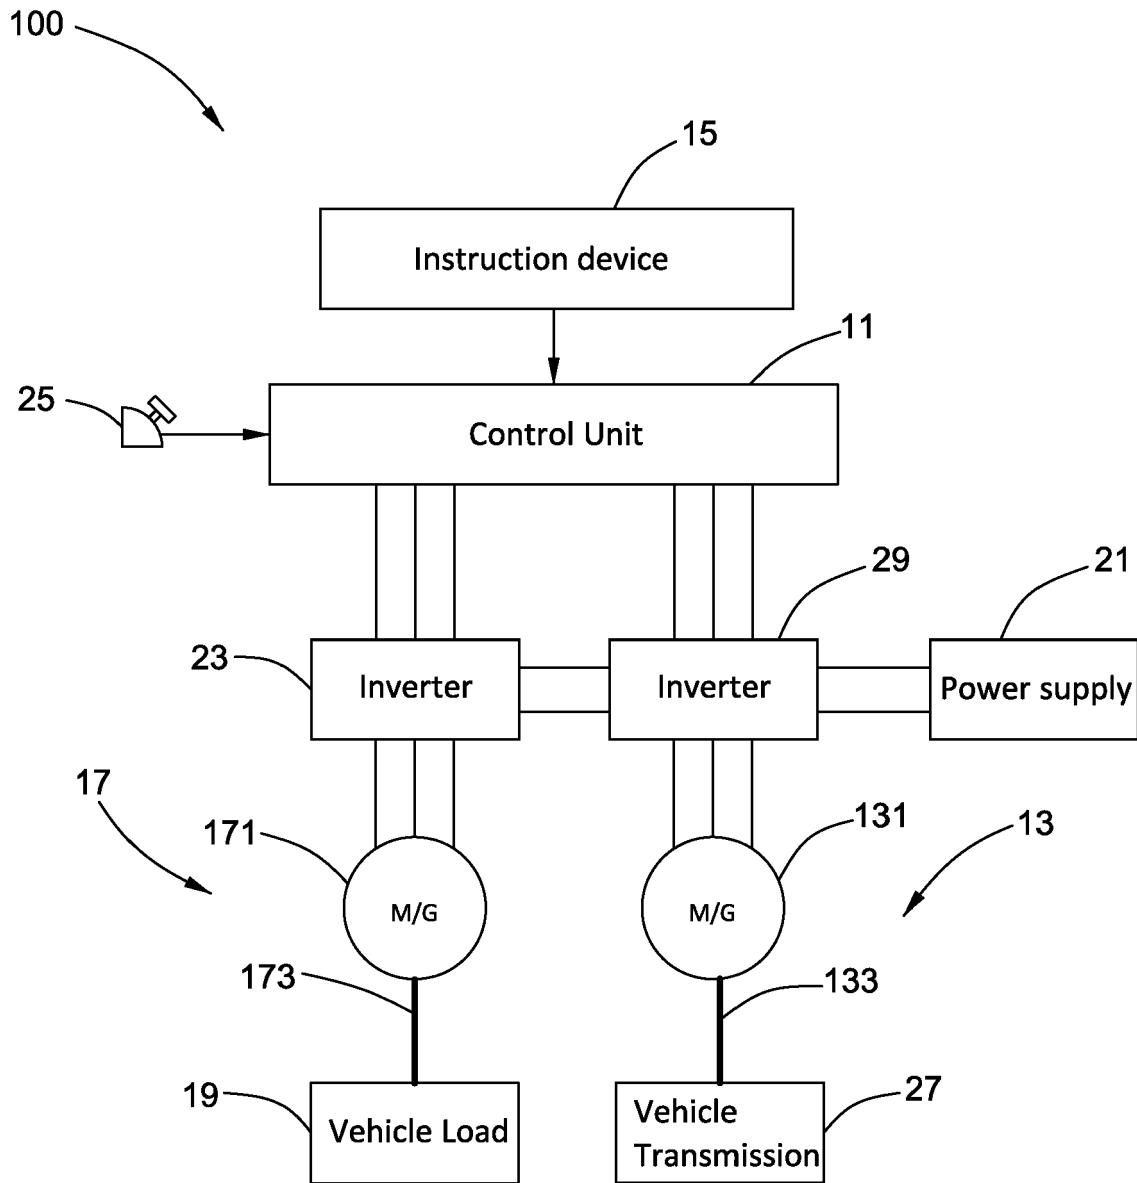 100
15
Instruction device
11
25
Control Unit
29
21
23
Inverter
Inverter
Power supply
17
171
131
13
M/G
M/G
173
133
19
Vehicle Load
Vehicle
Transmission
27